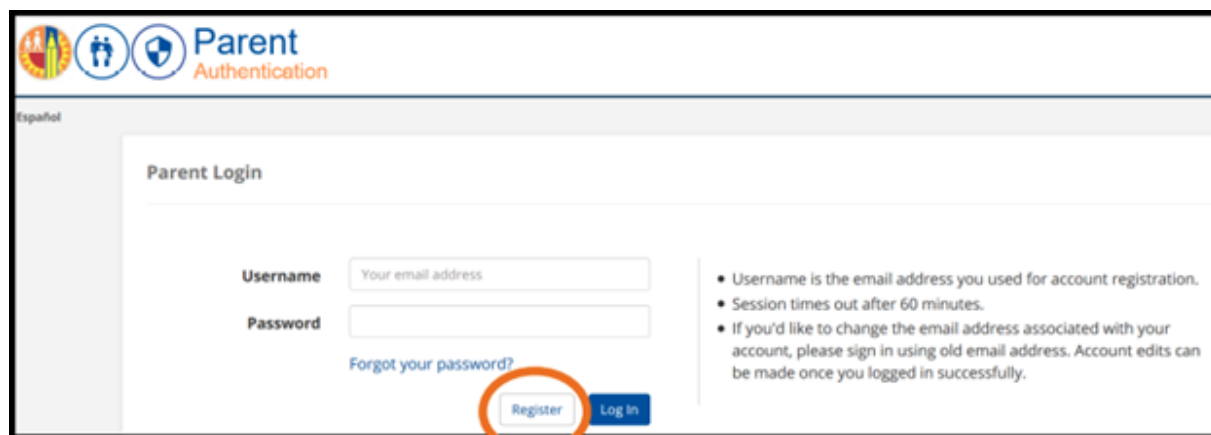 Parent
Authentication
Español
Parent Login
Username
Your email address
Password
Forgot your password?
Register
Log In
• Username is the email address you used for account registration.
• Session times out after 60 minutes.
• If you'd like to change the email address associated with your
account, please sign in using old email address. Account edits can
be made once you logged in successfully.